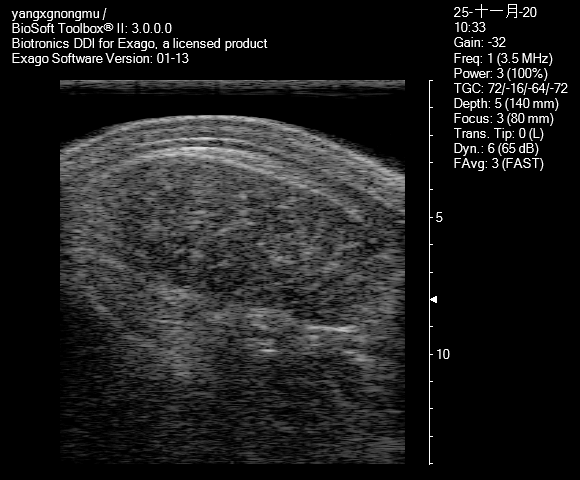 yangxgnongmu /
BioSoft Toolbox® II: 3.0.0.0
Biotronics DDI for Exago, a licensed product
Exago Software Version: 01-13
25-十一月-20
10:33
Gain: -32
Freq: 1 (3.5 MHz)
Power: 3 (100%)
TGC: 72/-16/-64/-72
Depth: 5 (140 mm)
Focus: 3 (80 mm)
Trans. Tip: 0 (L)
Dyn.: 6 (65 dB)
FAvg: 3 (FAST)
5
10